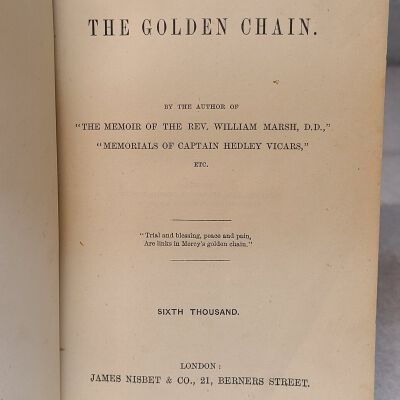 THE GOLDEN CHAIN.
BY THE AUTHOR OF
"THE MEMOIR OF THE REV. WILLIAM MARSH, D.D.,"
"MEMORIALS OF CAPTAIN HEDLEY VICARS,"
ETC.
"Trial and blessing, peace and pain,
Are links in Mercy's golden chain."
SIXTH THOUSAND.
LONDON:
JAMES NISBET & CO., 21, BERNERS STREET.